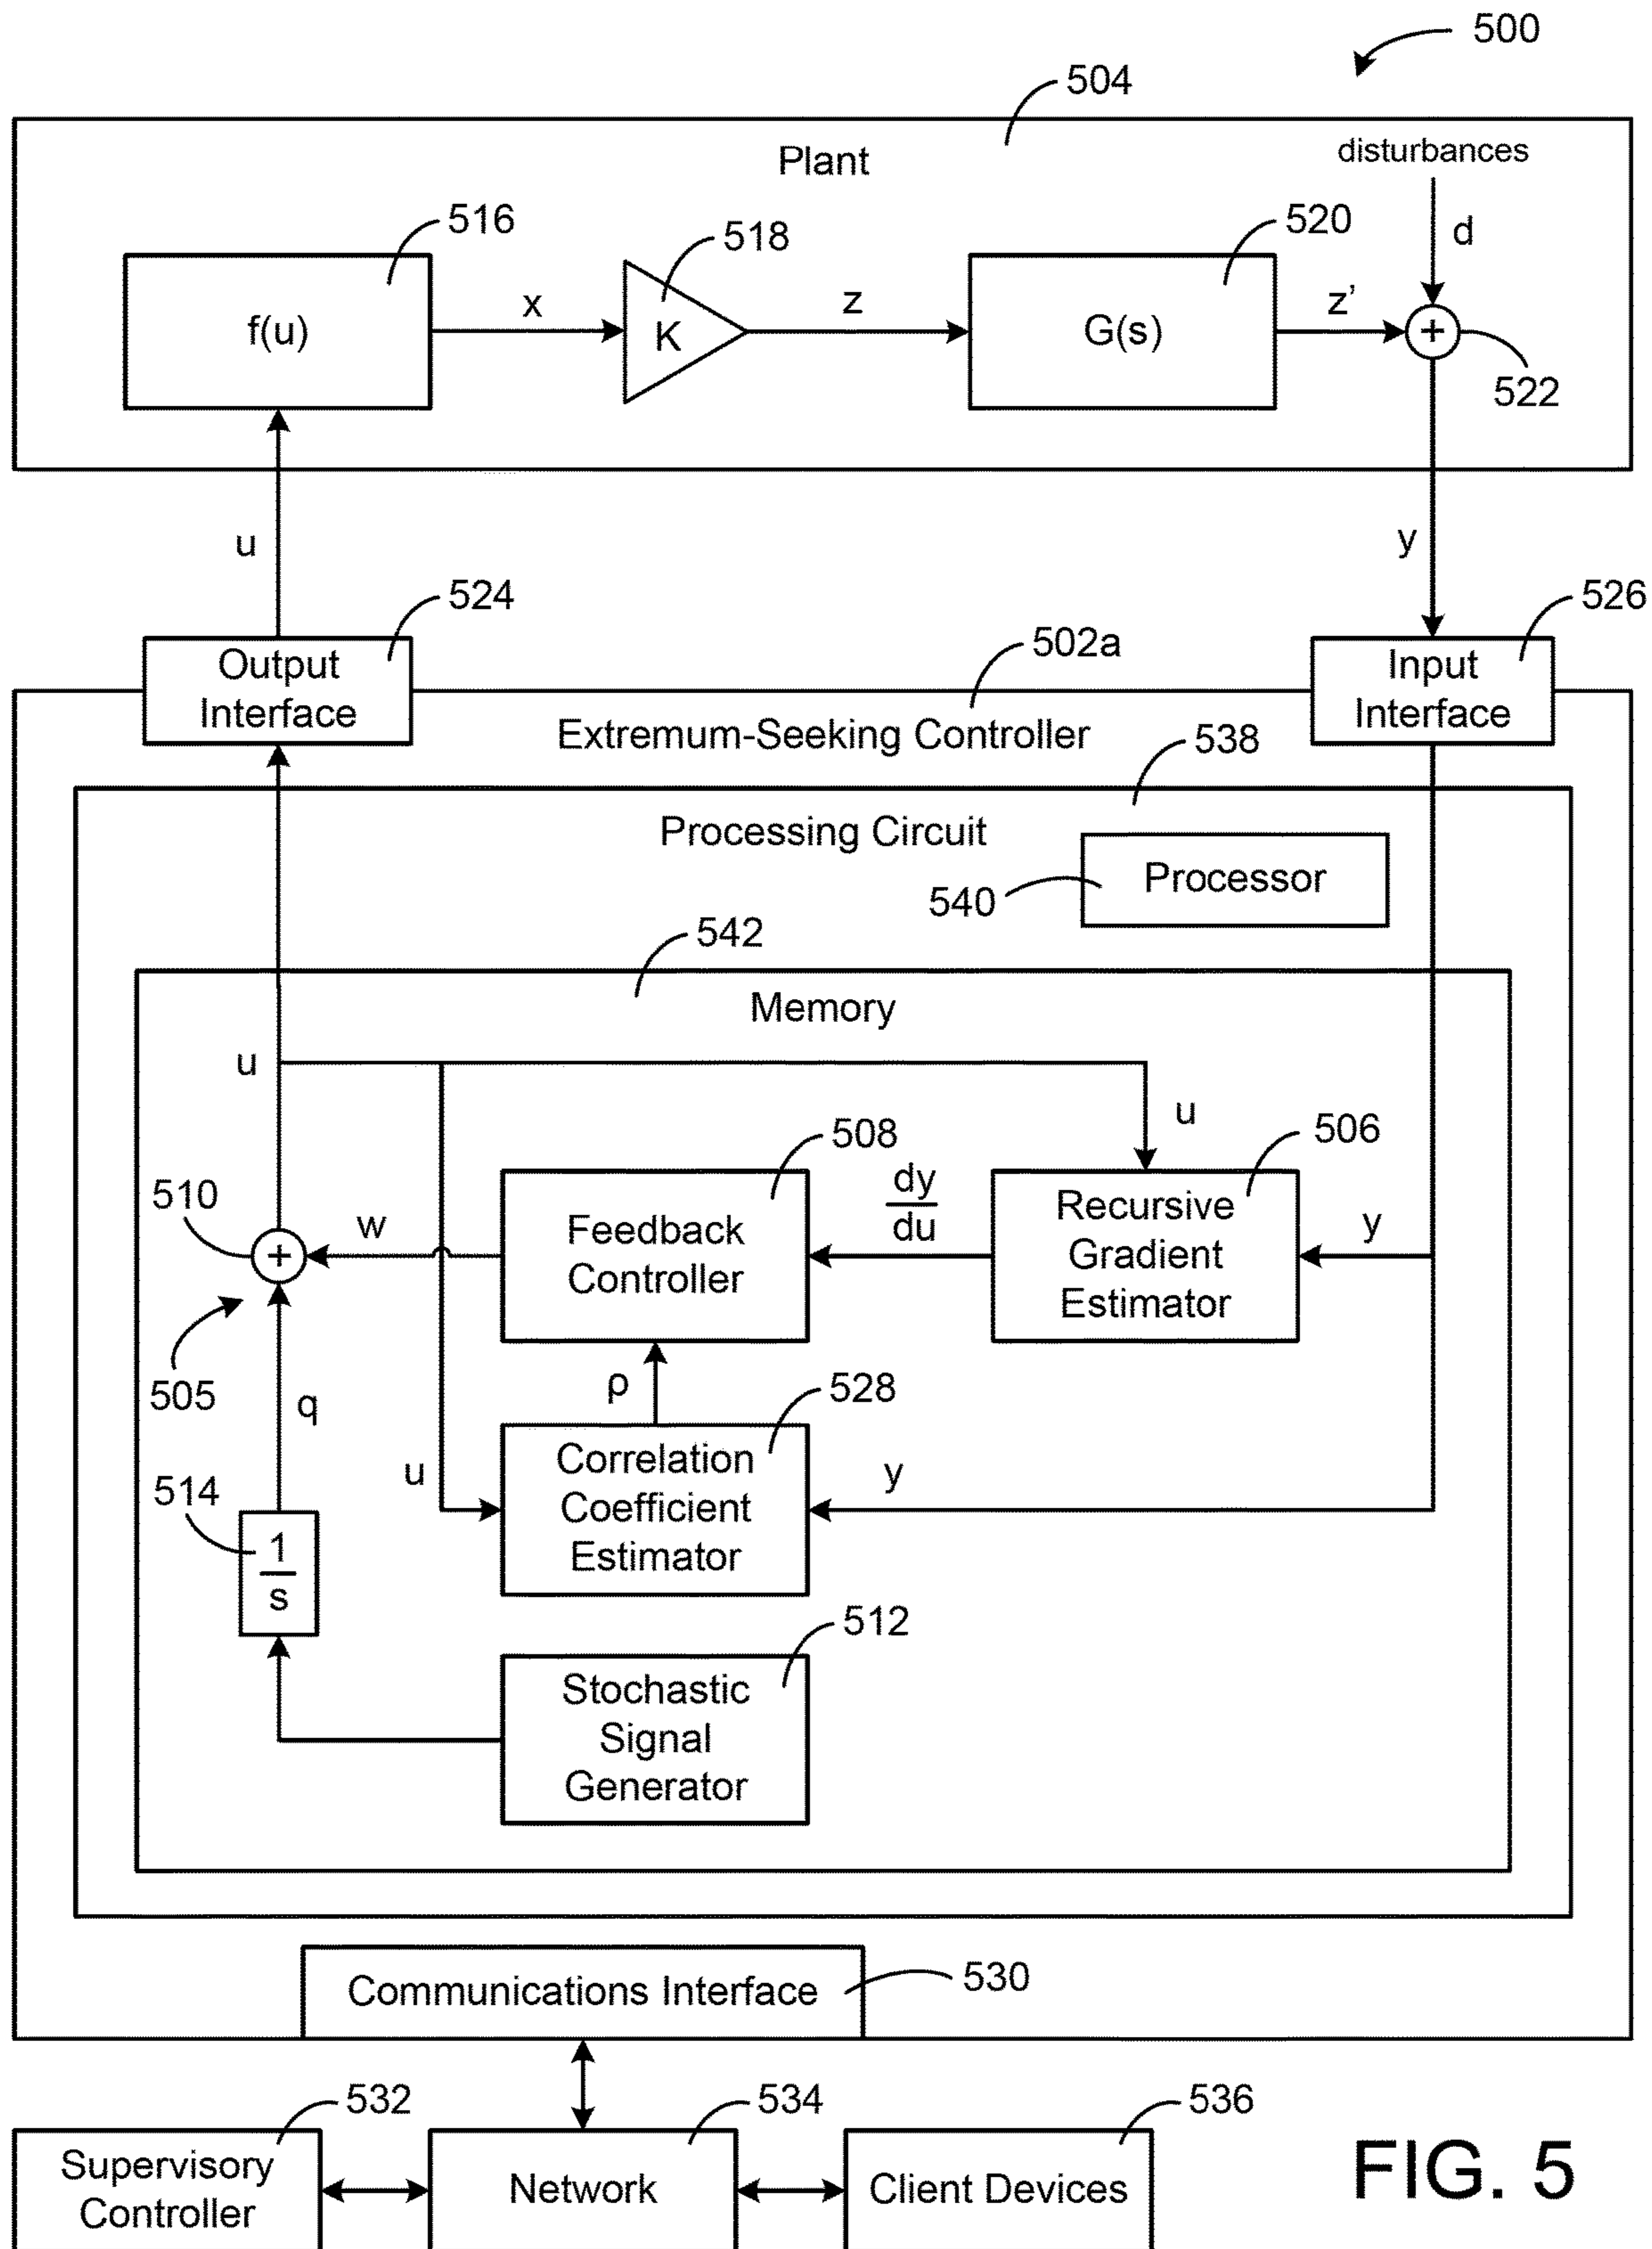 500
504
Plant
disturbances
516
518
520
d
f(u)
x
K
z
G(s)
z’
+
522
u
y
524
526
Output
Interface
502a
Input
Interface
Extremum-Seeking Controller
538
Processing Circuit
Processor
540
542
Memory
u
u
508
506
510
w
Feedback
Controller
dy
du
Recursive
Gradient
Estimator
y
+
505
q
ρ
528
514
u
Correlation
Coefficient
Estimator
y
1
s
512
Stochastic
Signal
Generator
Communications Interface
530
532
534
536
Supervisory
Controller
Network
Client Devices
FIG. 5